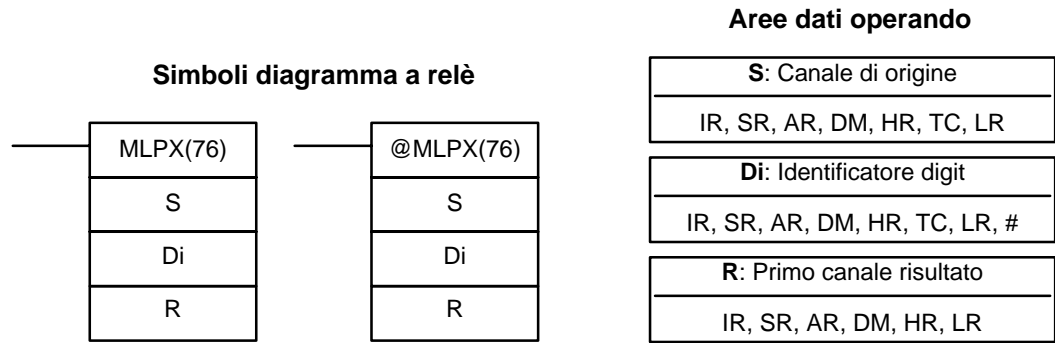 Simboli diagramma a relè
MLPX(76)
S
Di
R
@MLPX(76)
S
Di
R
Aree dati operando
S: Canale di origine
IR, SR, AR, DM, HR, TC, LR
Di: Identificatore digit
IR, SR, AR, DM, HR, TC, LR, #
R: Primo canale risultato
IR, SR, AR, DM, HR, LR